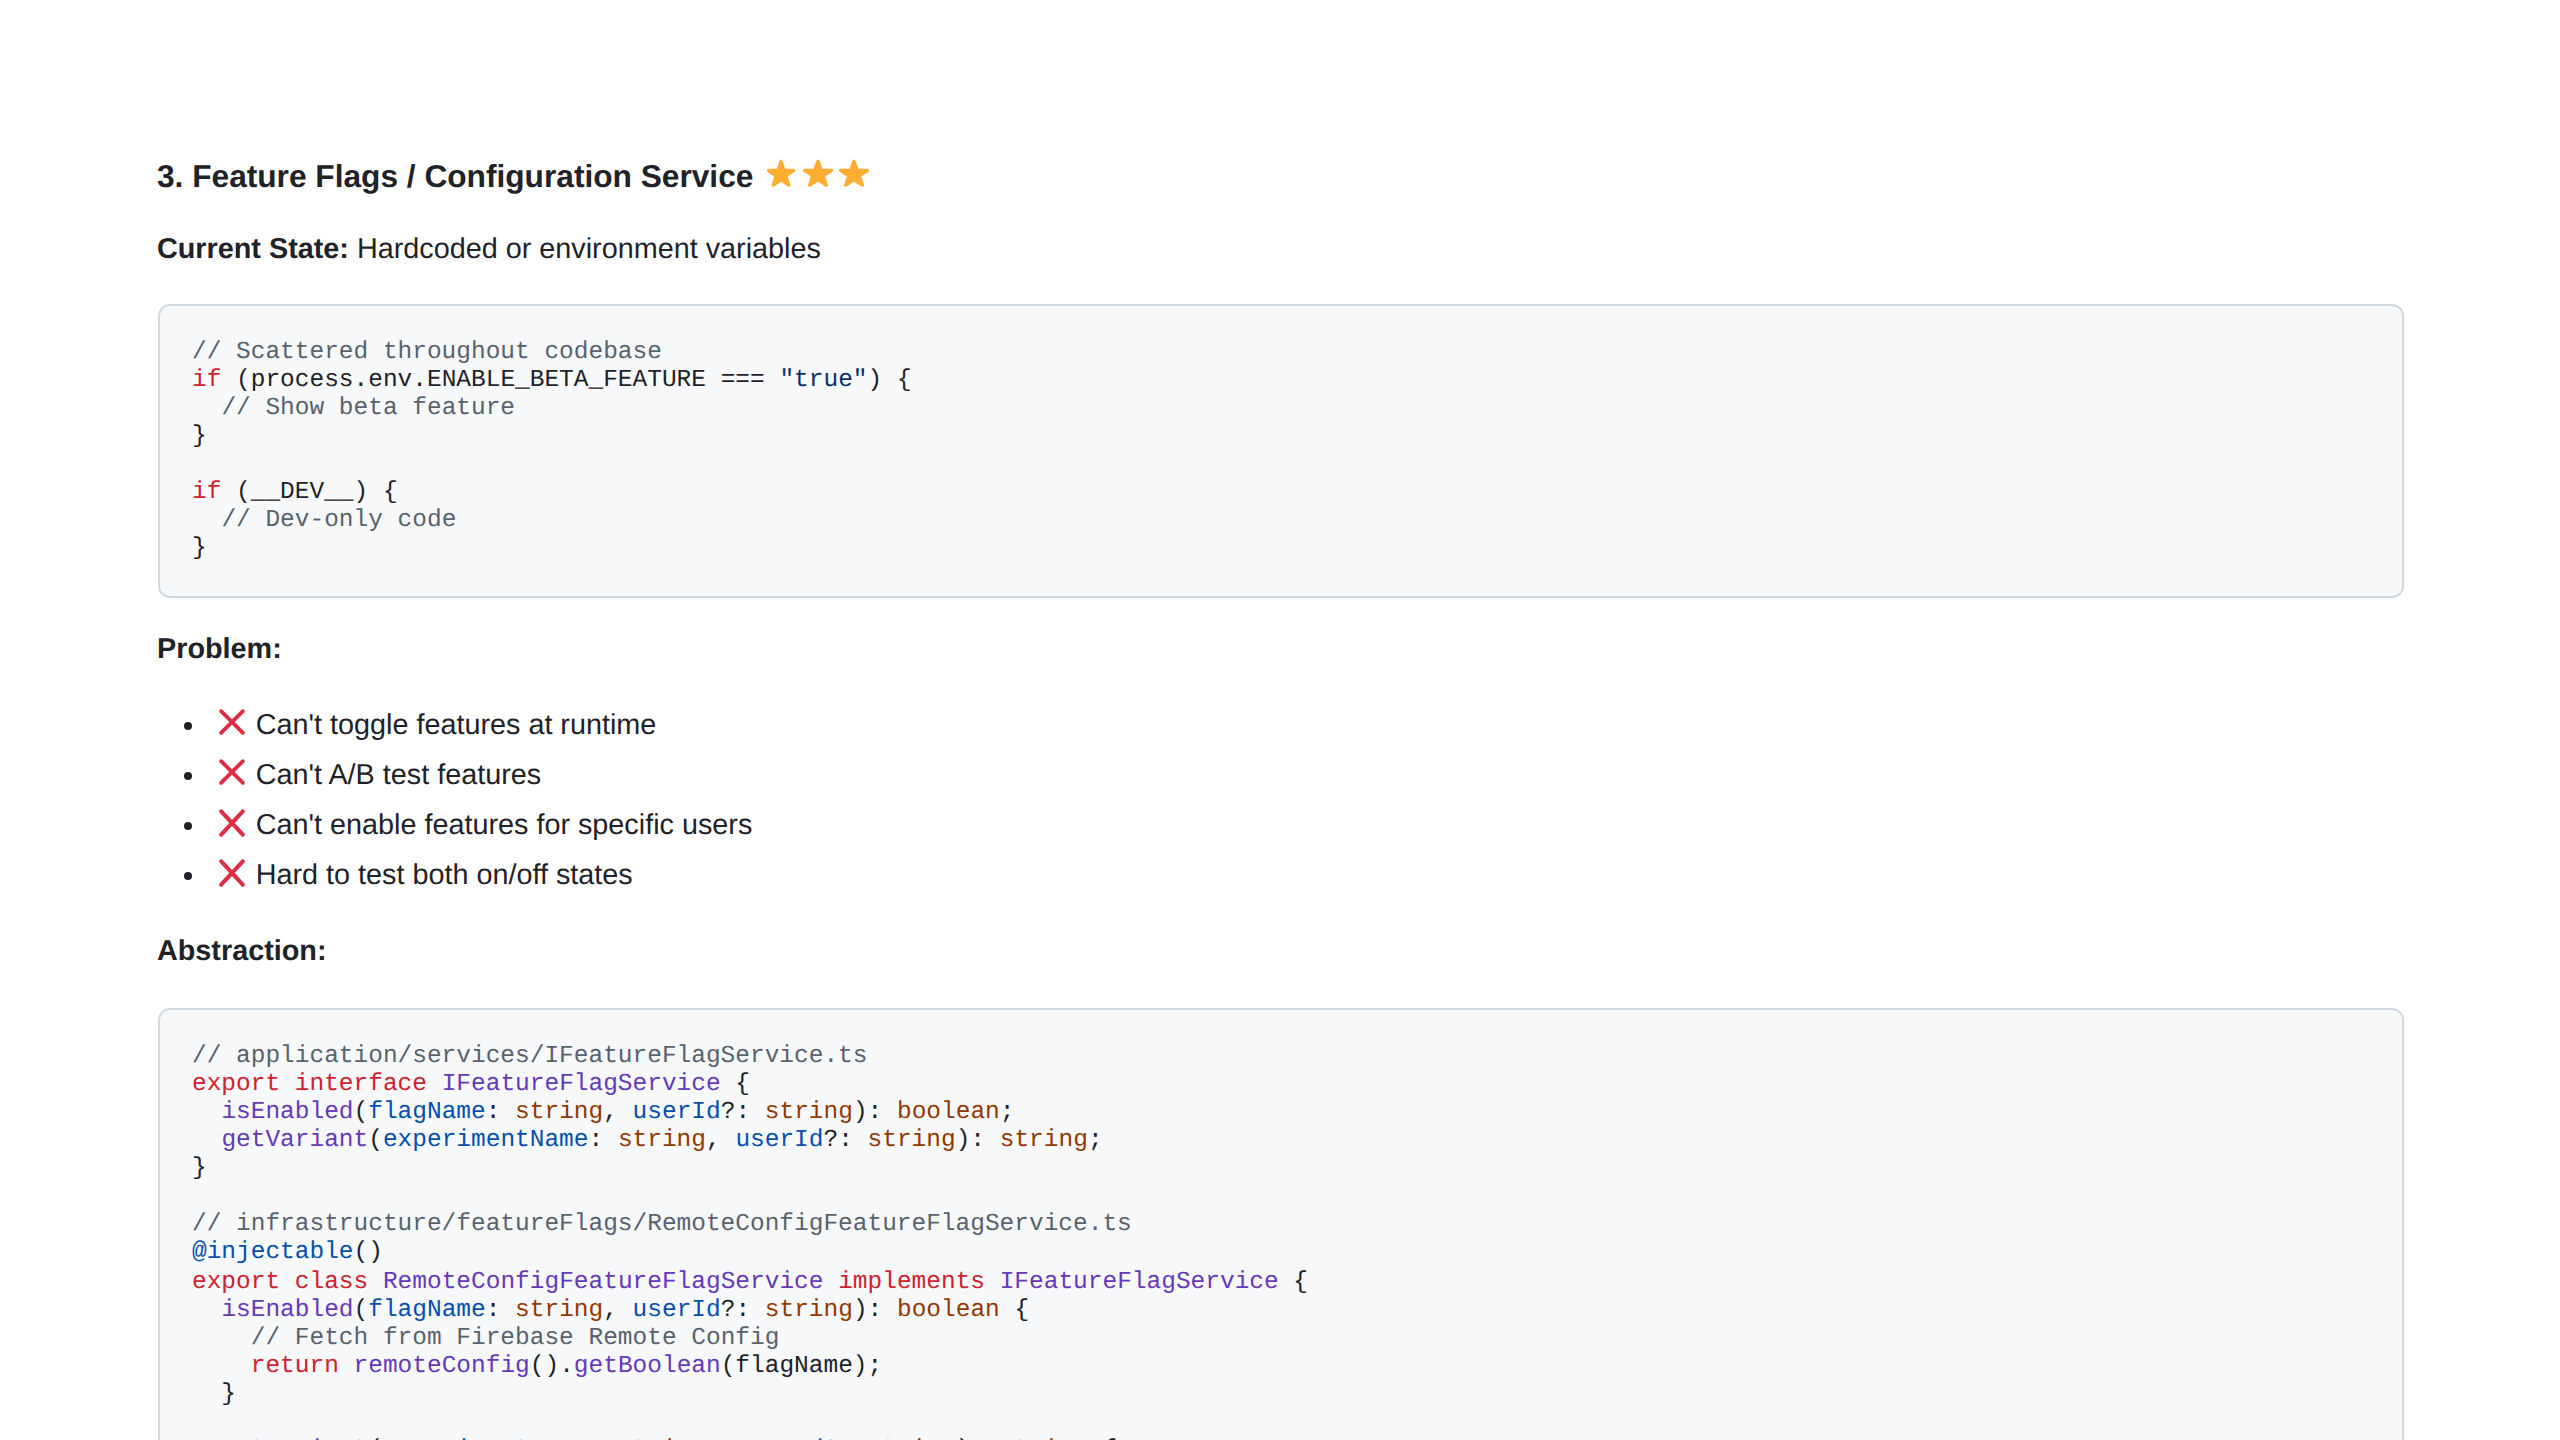 3. Feature Flags / Configuration Service ⭐⭐⭐
Current State: Hardcoded or environment variables
// Scattered throughout codebase
if (process.env.ENABLE_BETA_FEATURE === "true") {
  // Show beta feature
}

if (__DEV__) {
  // Dev-only code
}
Problem:
• ❌ Can't toggle features at runtime
• ❌ Can't A/B test features
• ❌ Can't enable features for specific users
• ❌ Hard to test both on/off states
Abstraction:
// application/services/IFeatureFlagService.ts
export interface IFeatureFlagService {
  isEnabled(flagName: string, userId?: string): boolean;
  getVariant(experimentName: string, userId?: string): string;
}

// infrastructure/featureFlags/RemoteConfigFeatureFlagService.ts
@injectable()
export class RemoteConfigFeatureFlagService implements IFeatureFlagService {
  isEnabled(flagName: string, userId?: string): boolean {
    // Fetch from Firebase Remote Config
    return remoteConfig().getBoolean(flagName);
  }